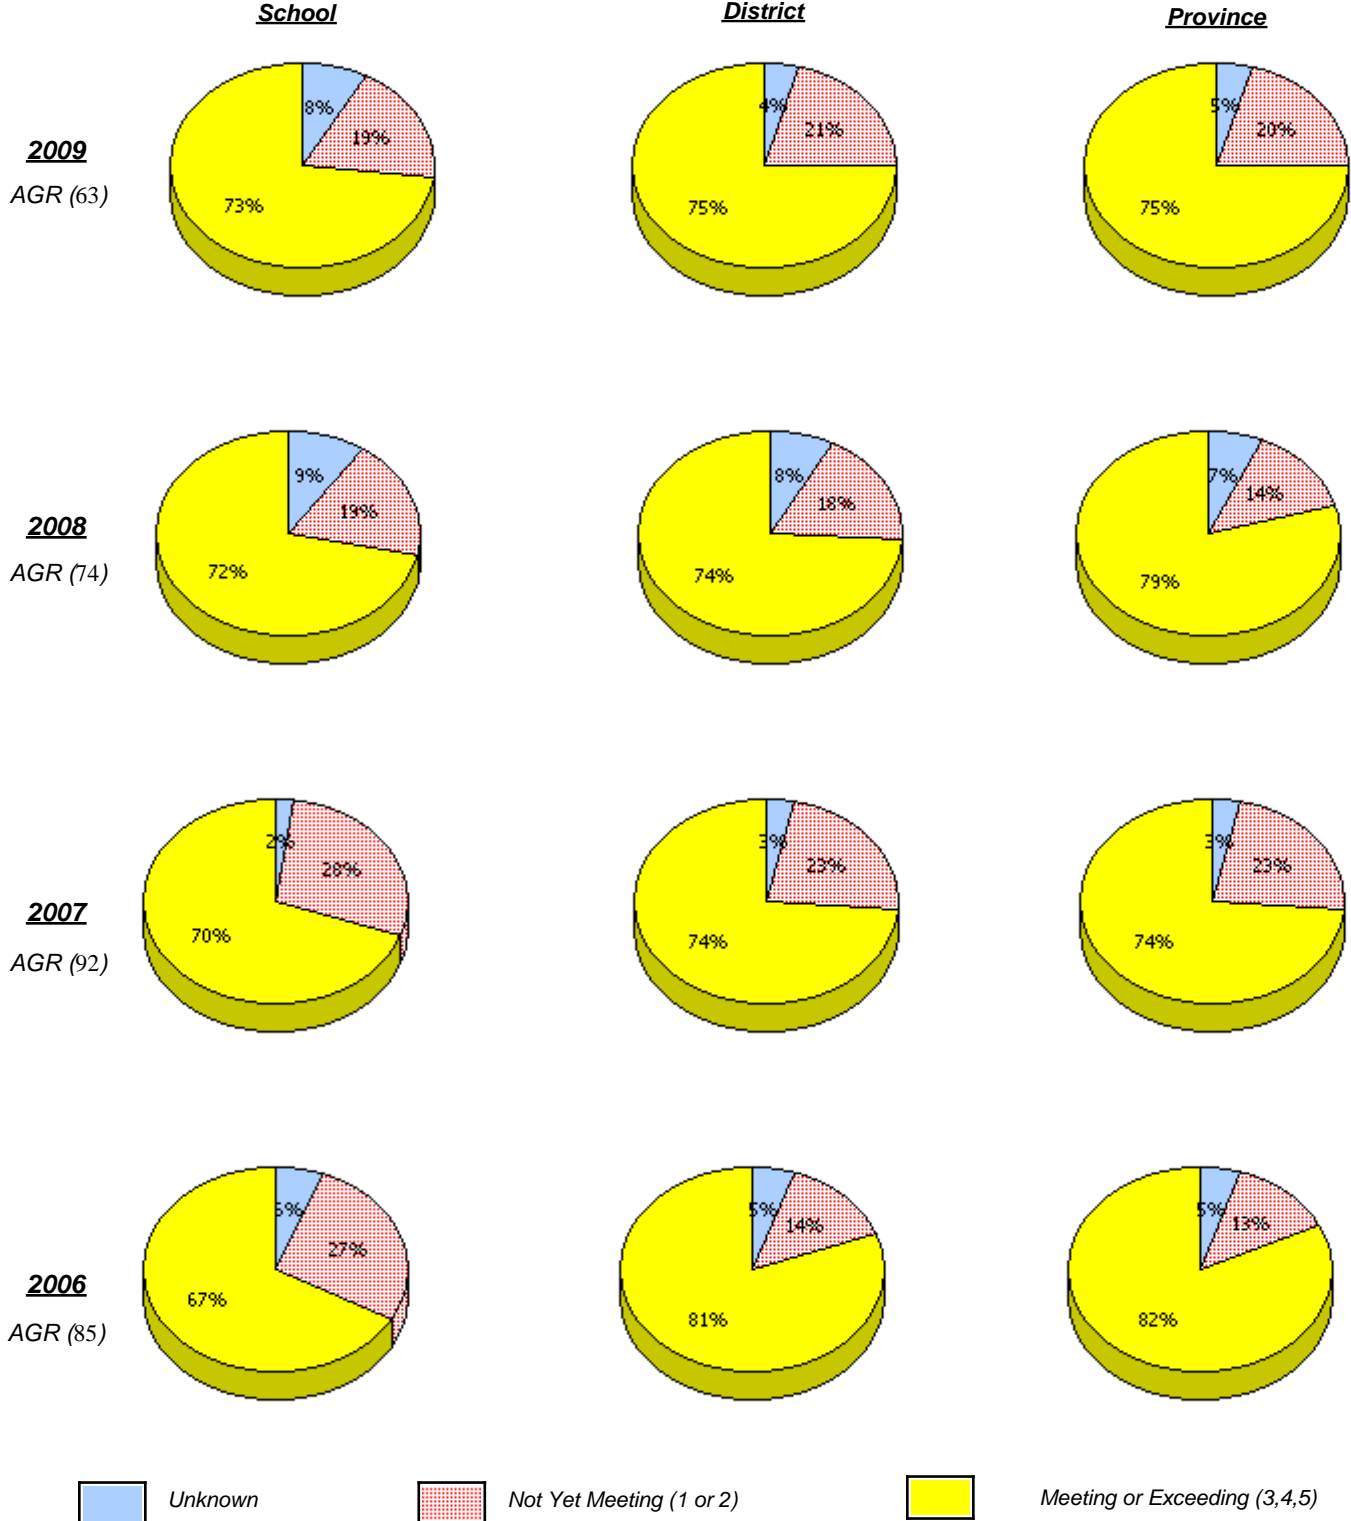 School District Province
8% 4% 5%
19% 21% 20%
2009
AGR (63)
73% 75% 75%
9% 8% 7%
19% 18% 14%
2008
AGR (74)
72% 74% 79%
2% 3% 3%
28% 23% 23%
2007
70% 74% 74%
AGR (92)
5% 5%
27% 14% 13%
2006
67% 81% 82%
AGR (85)
Unknown Not Yet Meeting (1 or 2) Meeting or Exceeding (3,4,5)